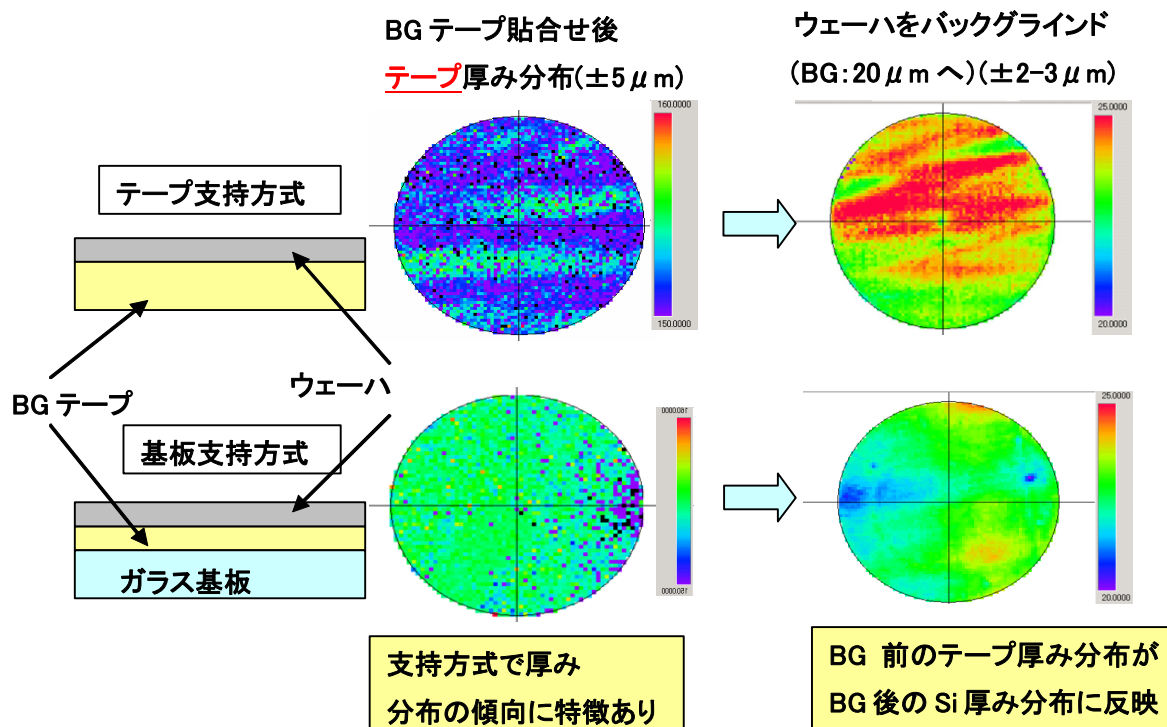 BG テープ貼合せ後
テープ厚み分布(±5μm)
ウェーハをバックグラインド
(BG:20μm へ)(±2-3μm)
160.0000
150.0000
25.0000
20.0000
テープ支持方式
BG テープ
ウェーハ
基板支持方式
ガラス基板
160.0000
150.0000
25.0000
20.0000
支持方式で厚み
分布の傾向に特徴あり
BG 前のテープ厚み分布が
BG 後の Si 厚み分布に反映